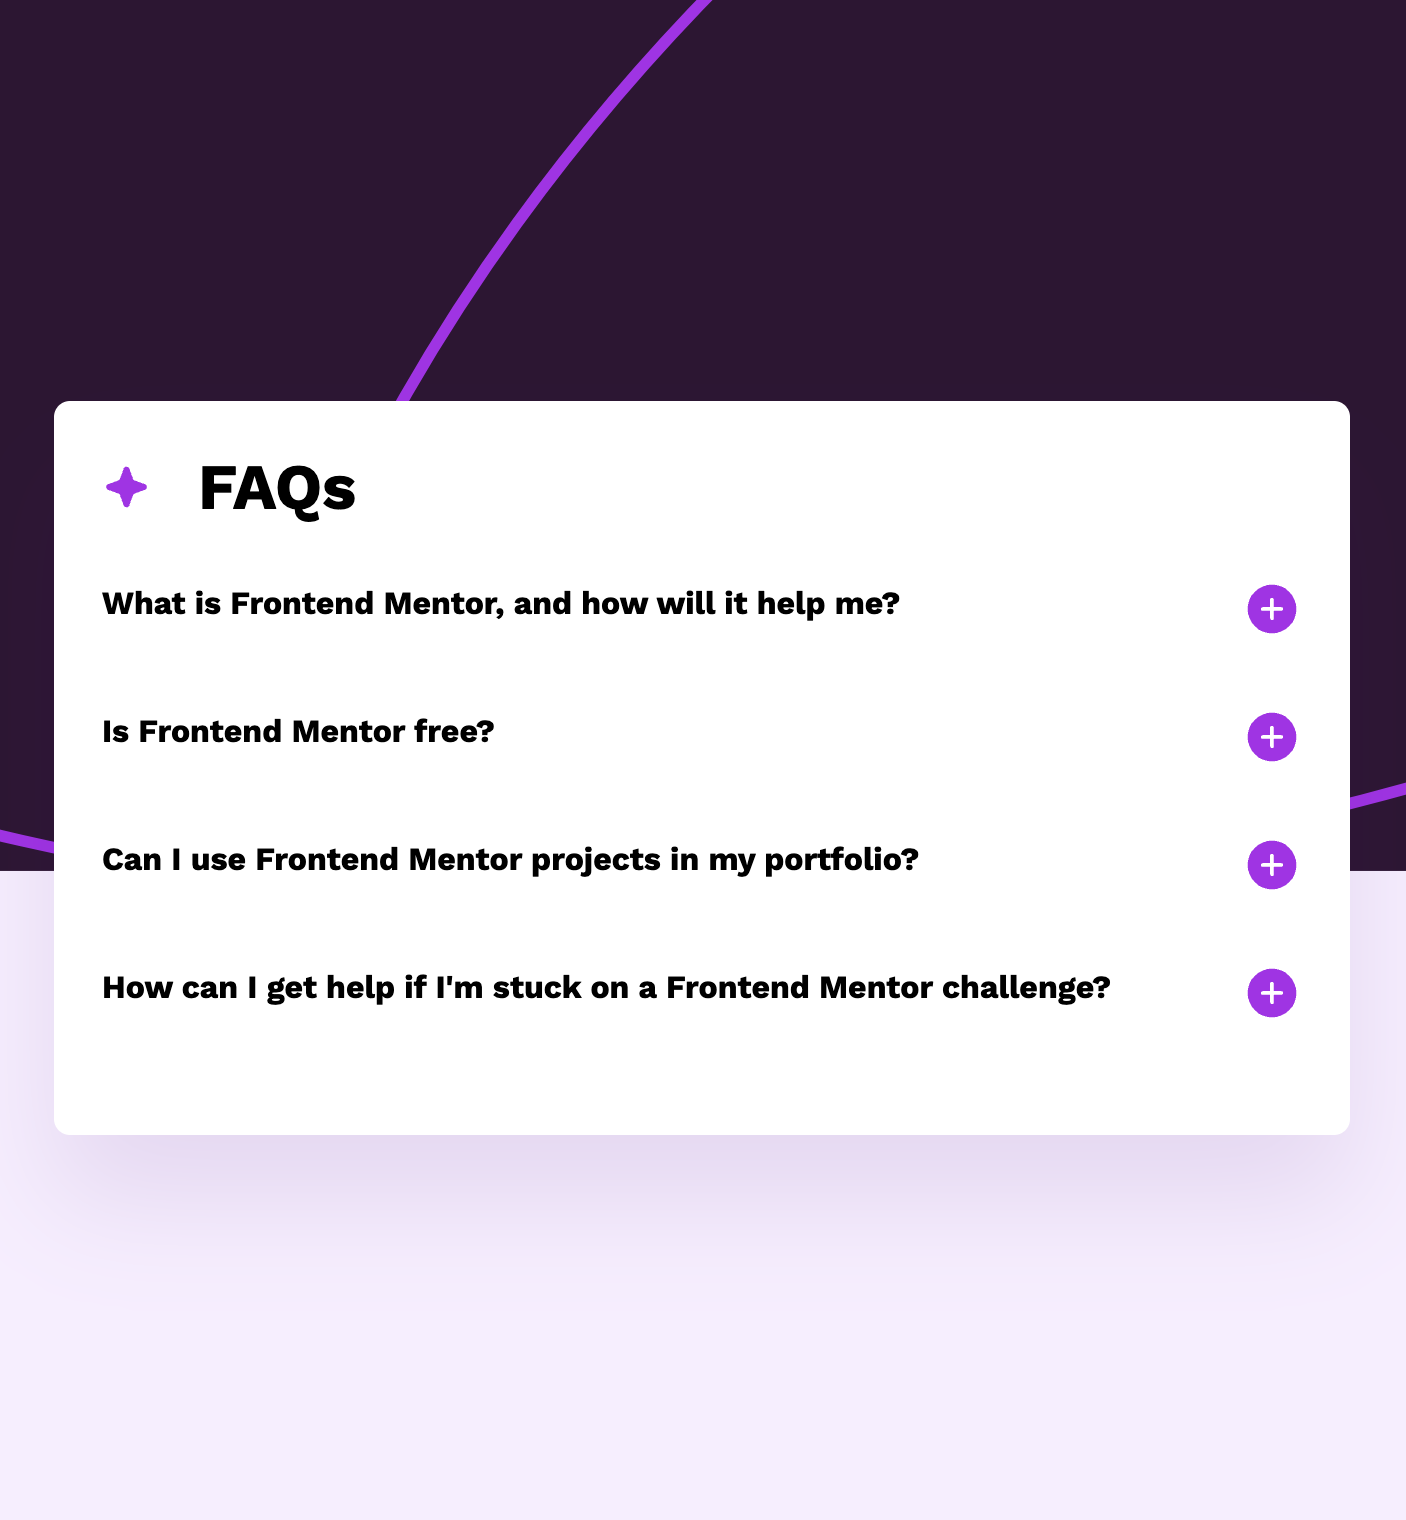 FAQs
What is Frontend Mentor, and how will it help me?
Is Frontend Mentor free?
Can I use Frontend Mentor projects in my portfolio?
How can I get help if I'm stuck on a Frontend Mentor challenge?